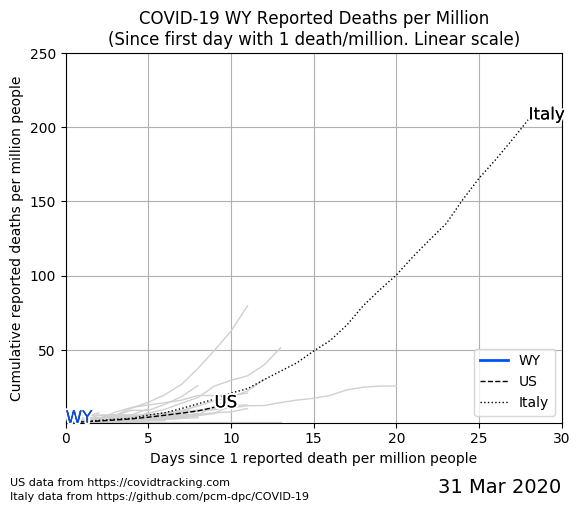 COVID-19 WY Reported Deaths per Million
(Since first day with 1 death/million. Linear scale)
Cumulative reported deaths per million people
250
200
150
100
50
Italy
US
WY
WY
US
Italy
0
5
10
15
20
25
30
Days since 1 reported death per million people
US data from https://covidtracking.com
Italy data from https://github.com/pcm-dpc/COVID-19
31 Mar 2020